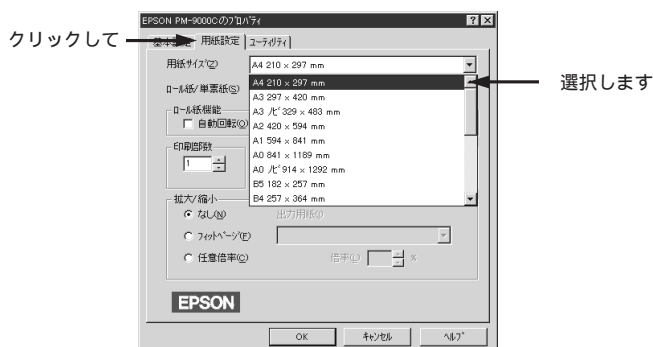 EPSON PM-9000Cのプロパティ
クリックして
基本設定 用紙設定 ユーティリティ
用紙サイズ(Z) A4 210 × 297 mm
選択します
ロール紙/単票紙(S)
A4 210 × 297 mm
A3 297 × 420 mm
A3 ノビ 329 × 483 mm
A2 420 × 594 mm
A1 594 × 841 mm
A0 841 × 1189 mm
A0 ノビ 914 × 1292 mm
B5 182 × 257 mm
B4 257 × 364 mm
ロール紙機能
自動回転(O)
印刷部数
1
拡大/縮小
なし(N) 出力用紙(I)
フィットページ(F)
任意倍率(C) 倍率(L) %
EPSON
OK キャンセル ヘルプ